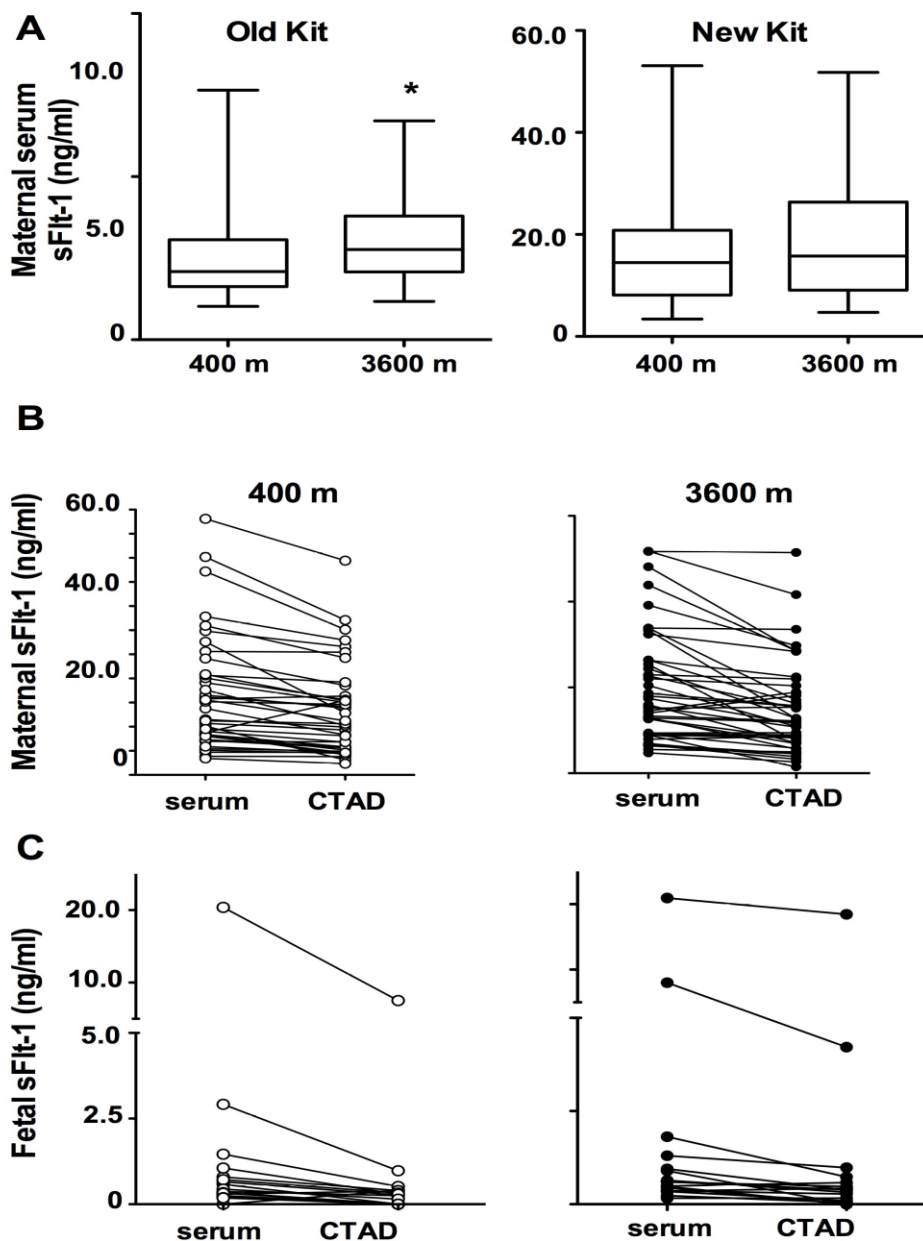 A
Old Kit
New Kit
Maternal serum
sFlt-1 (ng/ml)
10.0
5.0
0
60.0
40.0
20.0
0
400 m
3600 m
400 m
3600 m
*
B
400 m
3600 m
Maternal sFlt-1 (ng/ml)
60.0
40.0
20.0
0
serum
CTAD
serum
CTAD
C
Fetal sFlt-1 (ng/ml)
20.0
10.0
5.0
2.5
0
serum
CTAD
serum
CTAD